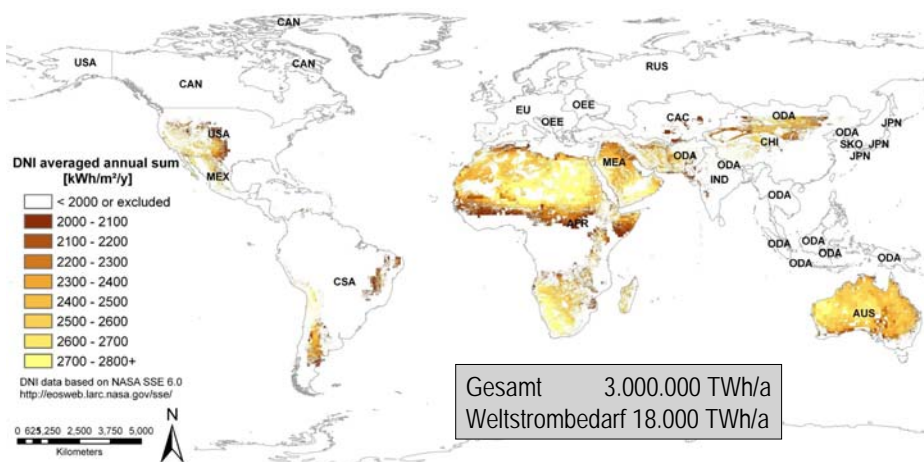 CAN
USA
CAN
CAN
RUS
EU
OEE
OEE
CAC
ODA
JPN
USA
ODA
CHI
SKO
JPN
JPN
MEX
MEA
ODA
ODA
IND
ODA
AFR
CSA
ODA
ODA
ODA
ODA
ODA
AUS
DNI averaged annual sum
[kWh/m²/y]
< 2000 or excluded
2000 - 2100
2100 - 2200
2200 - 2300
2300 - 2400
2400 - 2500
2500 - 2600
2600 - 2700
2700 - 2800+
DNI data based on NASA SSE 6.0
http://eosweb.larc.nasa.gov/sse/
N
0 625 1,250 2,500 3,750 5,000
Kilometers
Gesamt 3.000.000 TWh/a
Weltstrombedarf 18.000 TWh/a